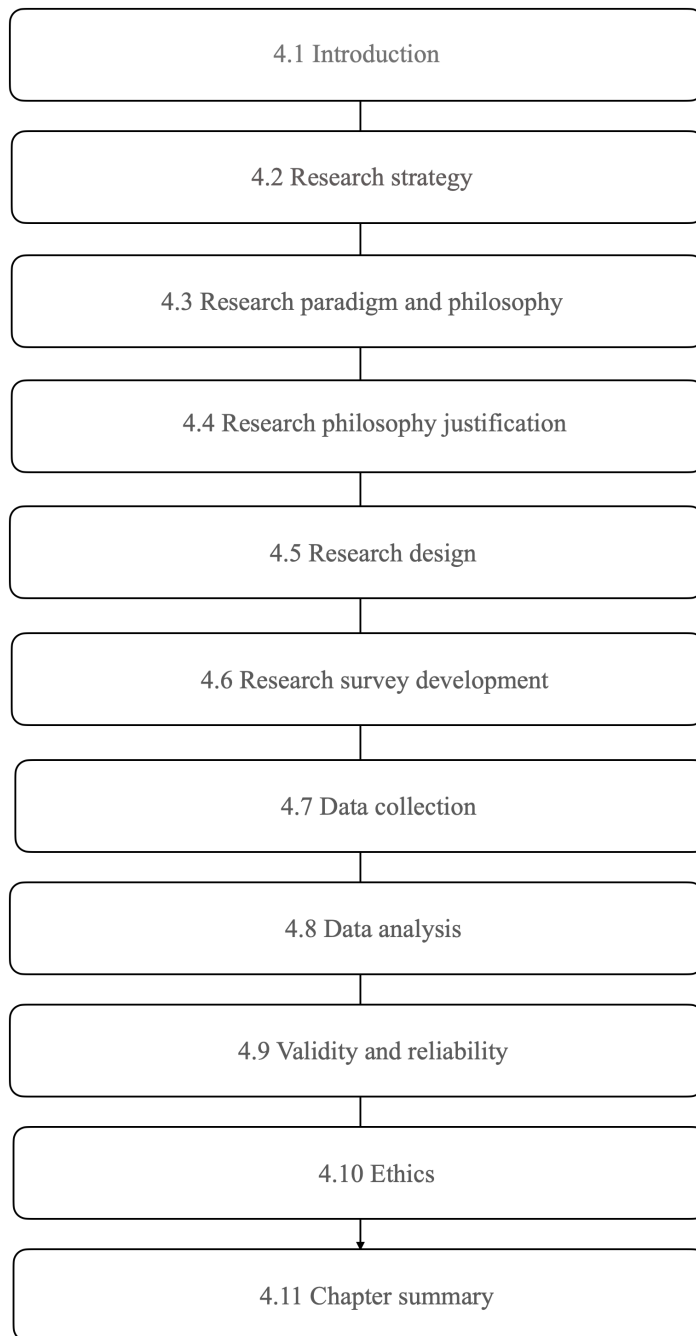 4.1 Introduction
4.2 Research strategy
4.3 Research paradigm and philosophy
4.4 Research philosophy justification
4.5 Research design
4.6 Research survey development
4.7 Data collection
4.8 Data analysis
4.9 Validity and reliability
4.10 Ethics
4.11 Chapter summary